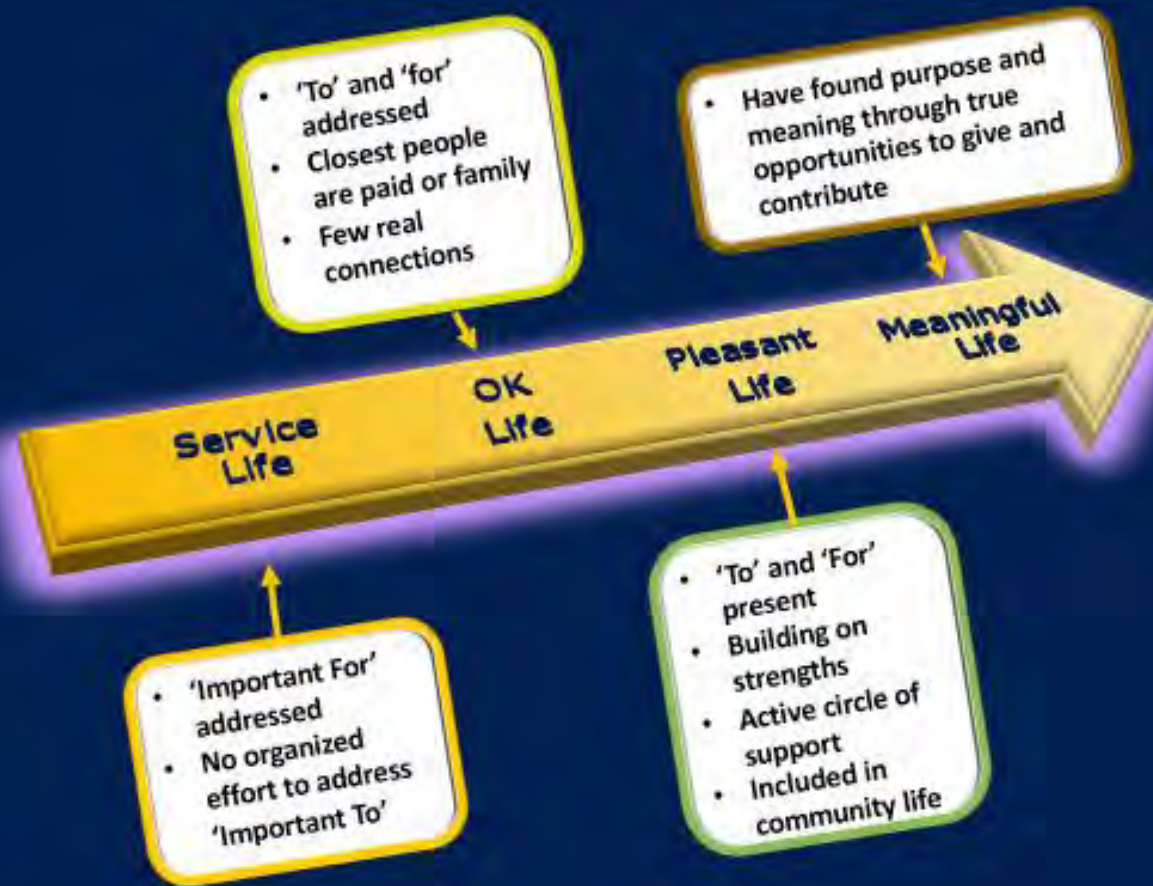 • 'To' and 'for'
addressed
• Closest people
are paid or family
• Few real
connections
• Have found purpose and
meaning through true
opportunities to give and
contribute
Service
Life
OK
Life
Pleasant
Life
Meaningful
Life
• 'Important For'
addressed
• No organized
effort to address
'Important To'
• 'To' and 'For'
present
• Building on
strengths
• Active circle of
support
• Included in
community life